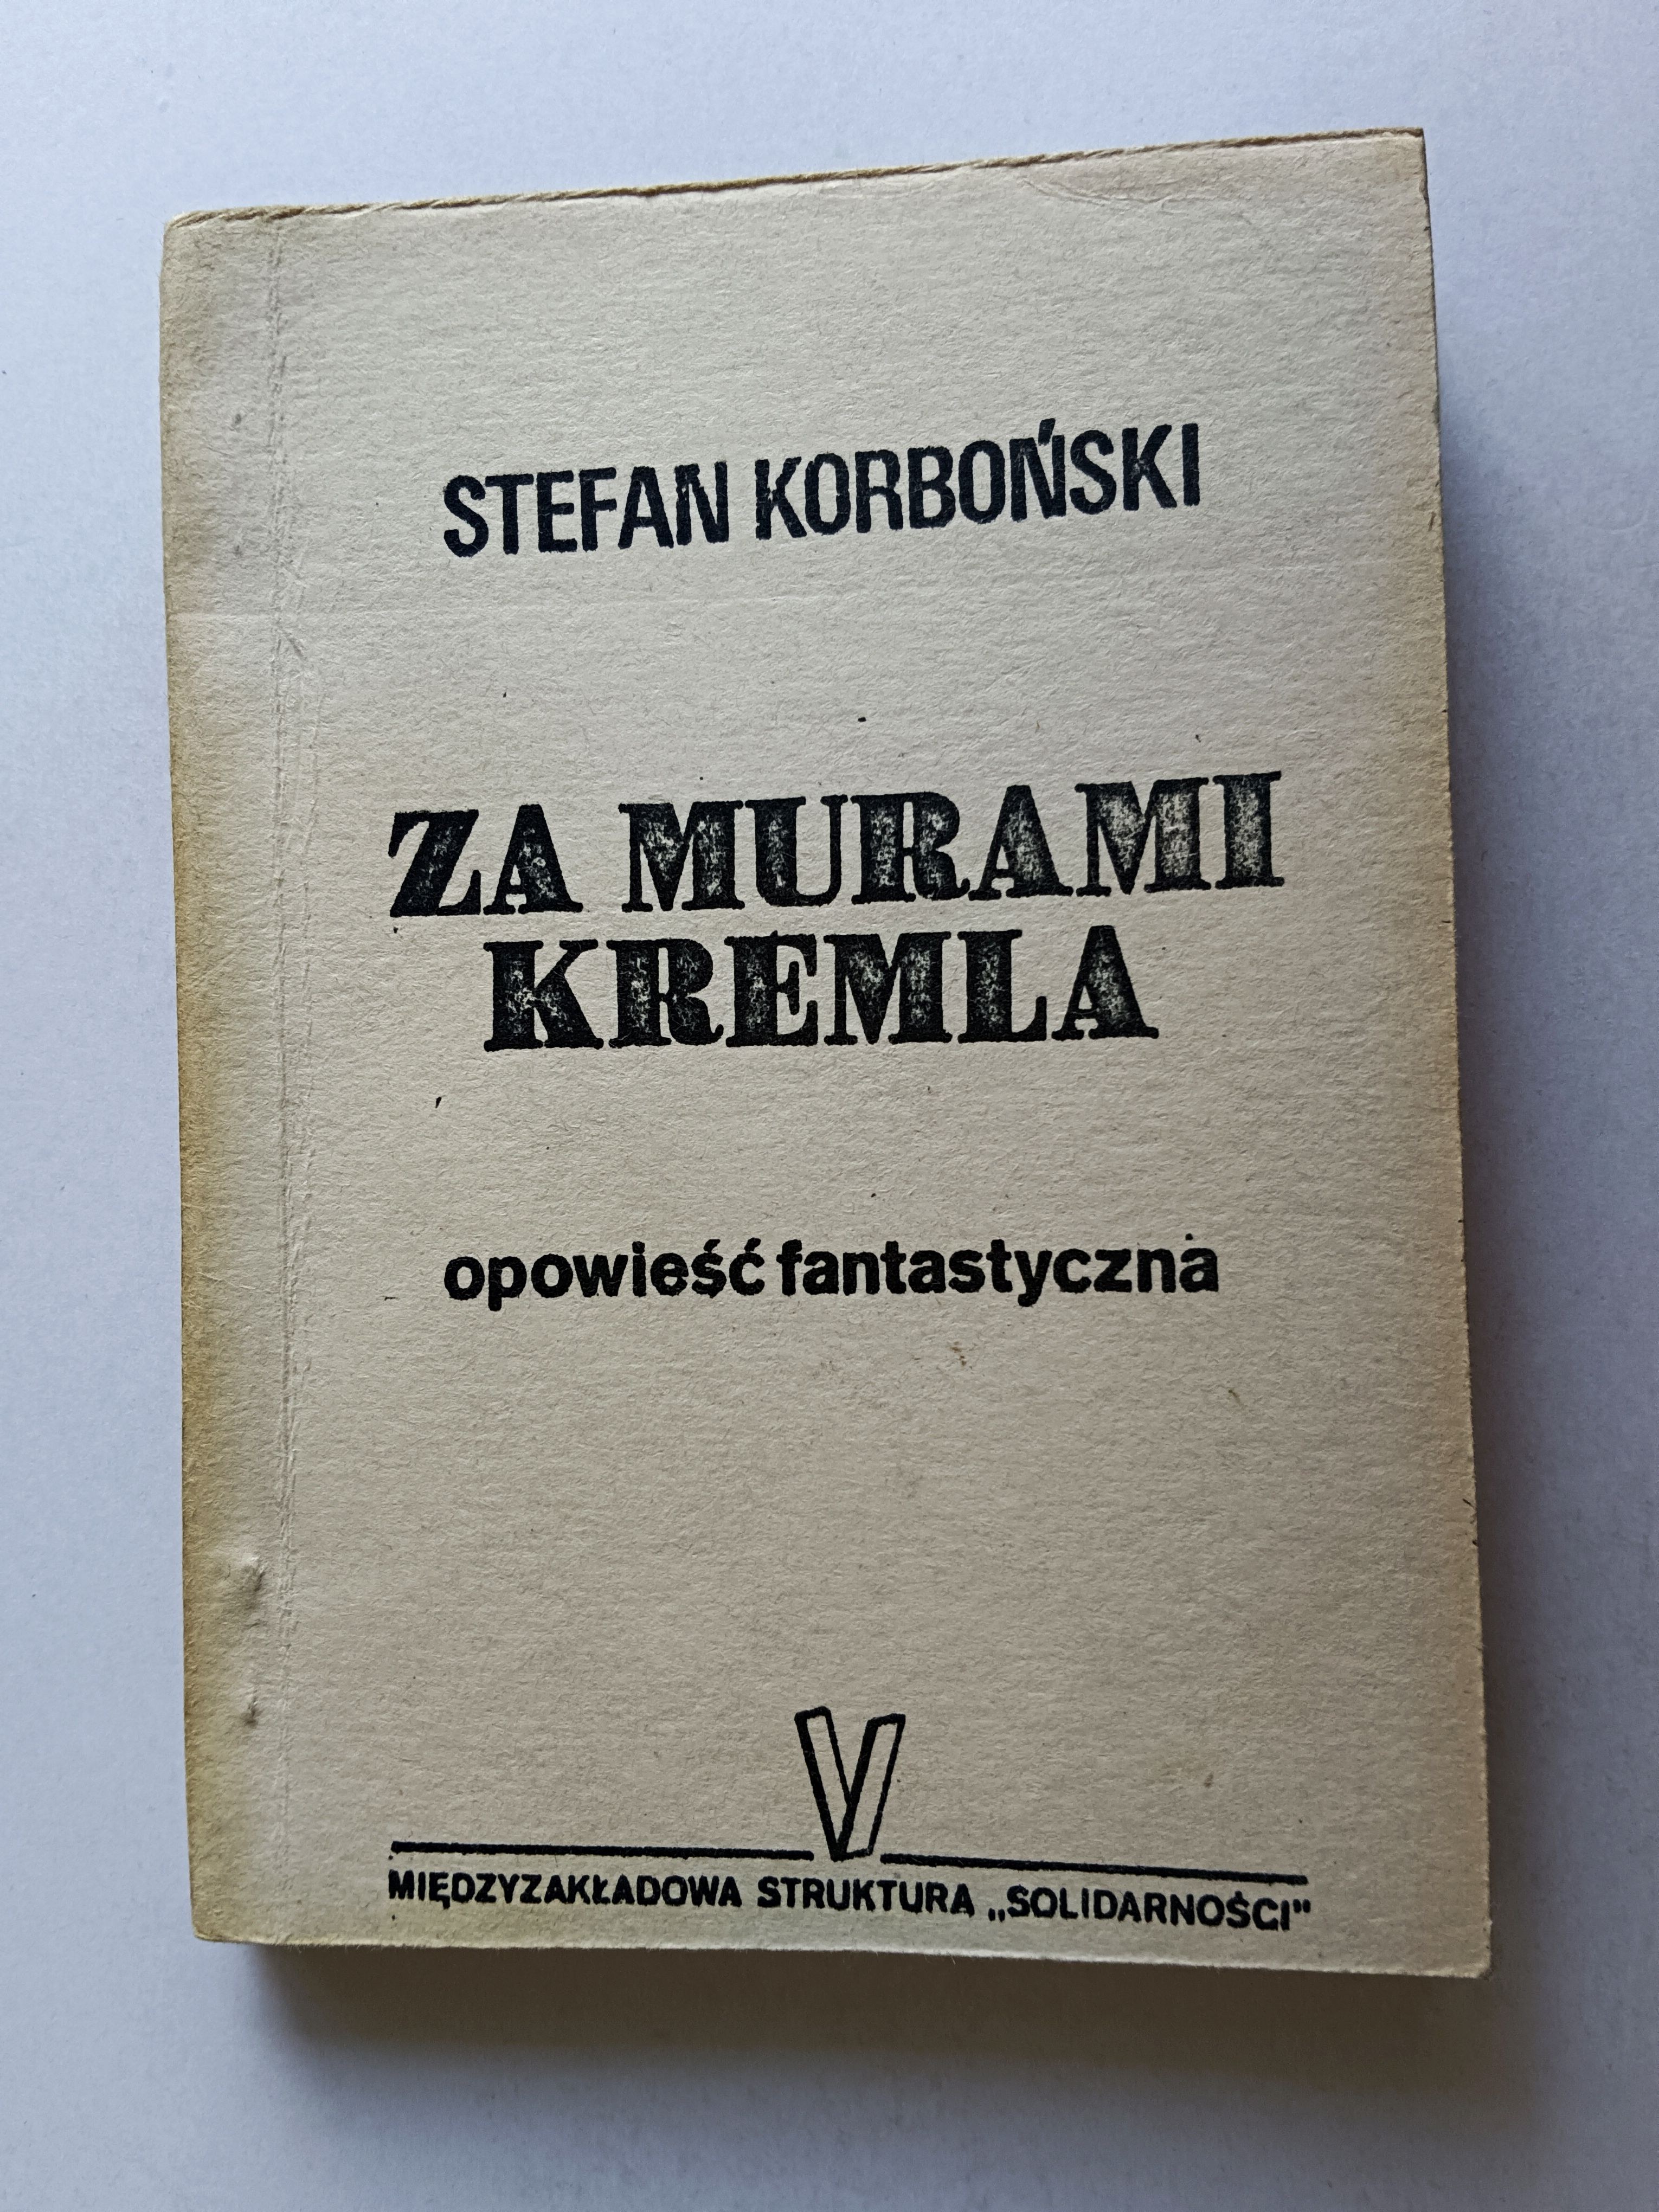 STEFAN KORBOŃSKI
ZA MURAMI
KREMLA
opowieść fantastyczna
V
MIĘDZYZAKŁADOWA STRUKTURA „SOLIDARNOŚCI"